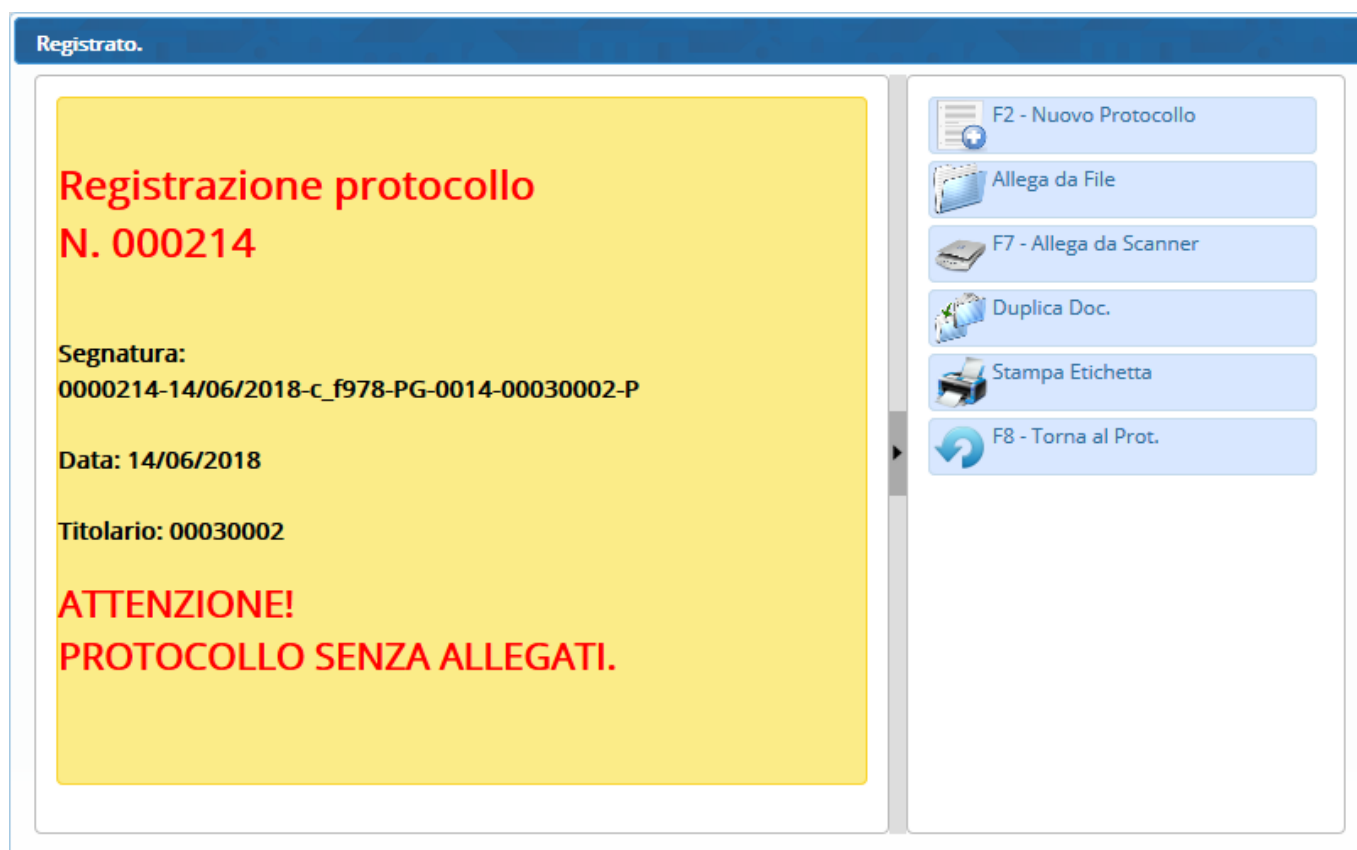 Registrato.
Registrazione protocollo
N. 000214
Segnatura:
0000214-14/06/2018-c_f978-PG-0014-00030002-P
Data: 14/06/2018
Titolario: 00030002
ATTENZIONE!
PROTOCOLLO SENZA ALLEGATI.
F2 - Nuovo Protocollo
Allega da File
F7 - Allega da Scanner
Duplica Doc.
Stampa Etichetta
F8 - Torna al Prot.